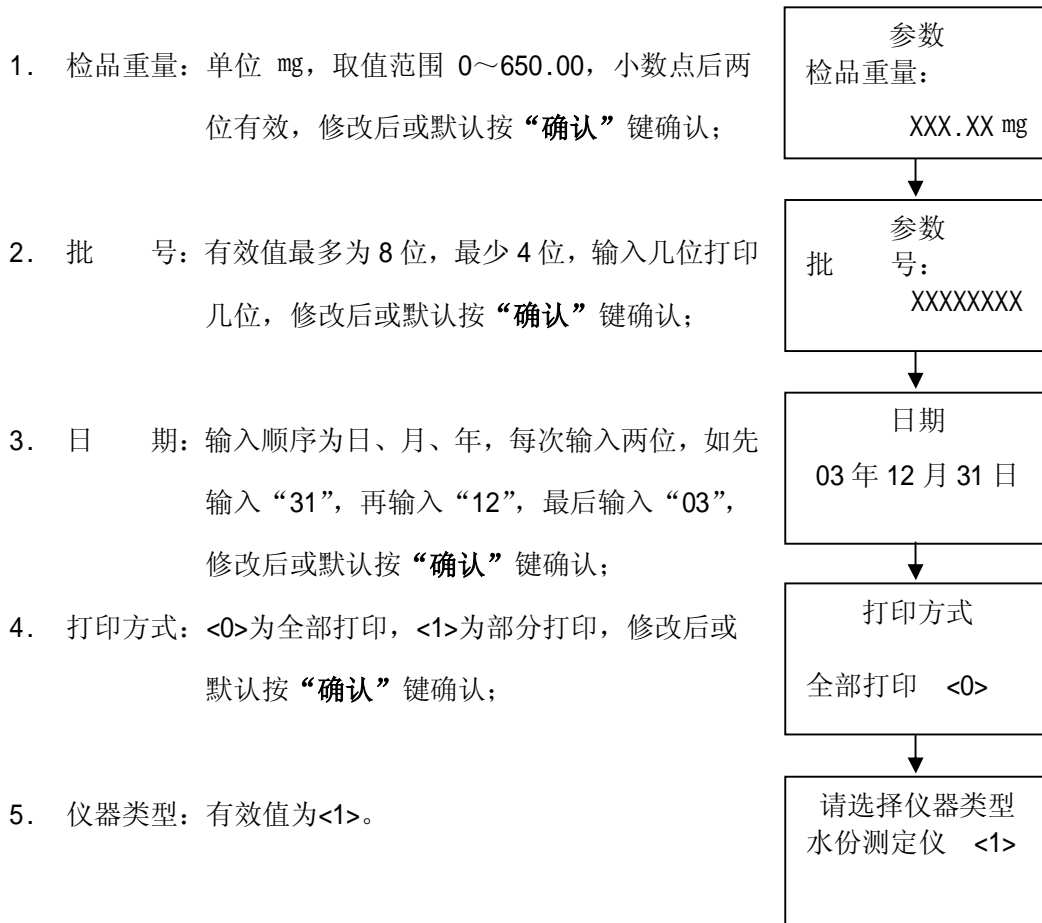 1. 检品重量：单位 mg，取值范围 0～650.00，小数点后两
位有效，修改后或默认按“确认”键确认；
2. 批 号：有效值最多为 8 位，最少 4 位，输入几位打印
几位，修改后或默认按“确认”键确认；
3. 日 期：输入顺序为日、月、年，每次输入两位，如先
输入“31”，再输入“12”，最后输入“03”，
修改后或默认按“确认”键确认；
4. 打印方式：<0>为全部打印，<1>为部分打印，修改后或
默认按“确认”键确认；
5. 仪器类型：有效值为<1>。
参数
检品重量：
XXX.XX mg
参数
批 号：
XXXXXXXX
日期
03 年 12 月 31 日
打印方式
全部打印 <0>
请选择仪器类型
水份测定仪 <1>